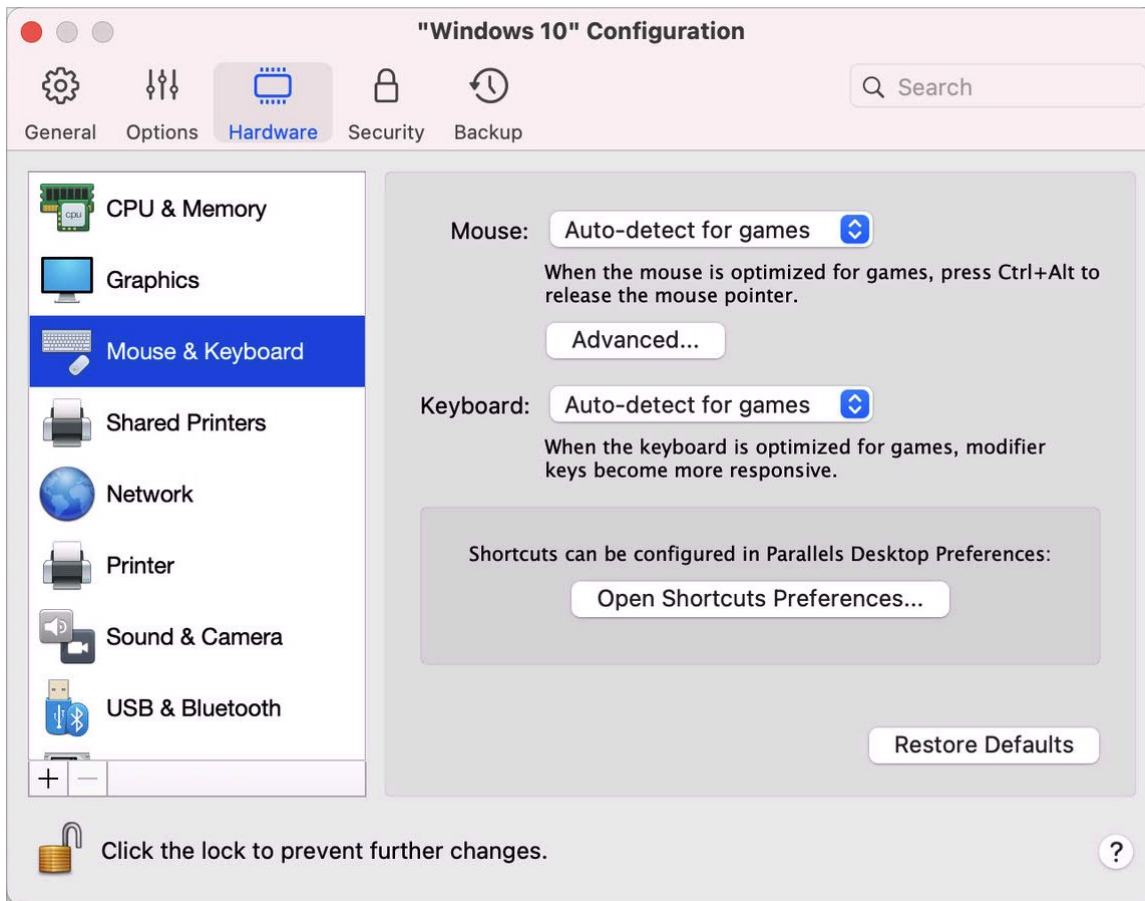 "Windows 10" Configuration
General
Options
Hardware
Security
Backup
Search
cpu
CPU & Memory
Graphics
Mouse & Keyboard
Shared Printers
Network
Printer
Sound & Camera
USB & Bluetooth
Mouse:
Auto-detect for games
When the mouse is optimized for games, press Ctrl+Alt to
release the mouse pointer.
Advanced...
Keyboard:
Auto-detect for games
When the keyboard is optimized for games, modifier
keys become more responsive.
Shortcuts can be configured in Parallels Desktop Preferences:
Open Shortcuts Preferences...
Restore Defaults
Click the lock to prevent further changes.
?